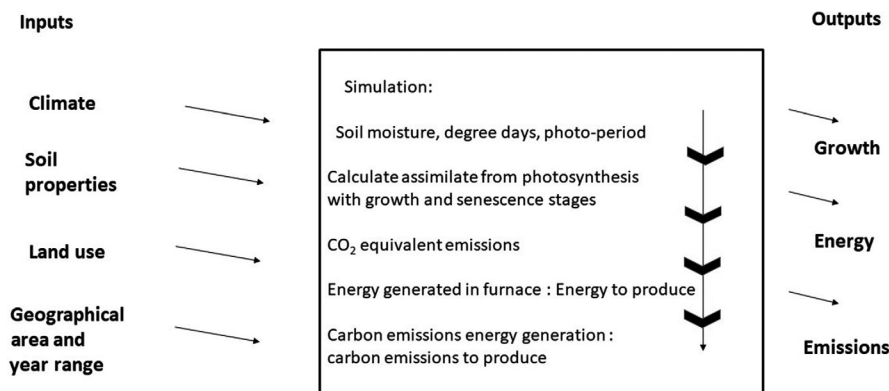 Inputs
Outputs
Climate
Soil
properties
Land use
Geographical
area and
year range
Simulation:
Soil moisture, degree days, photo-period
Calculate assimilate from photosynthesis
with growth and senescence stages
CO₂ equivalent emissions
Energy generated in furnace : Energy to produce
Carbon emissions energy generation :
carbon emissions to produce
Growth
Energy
Emissions